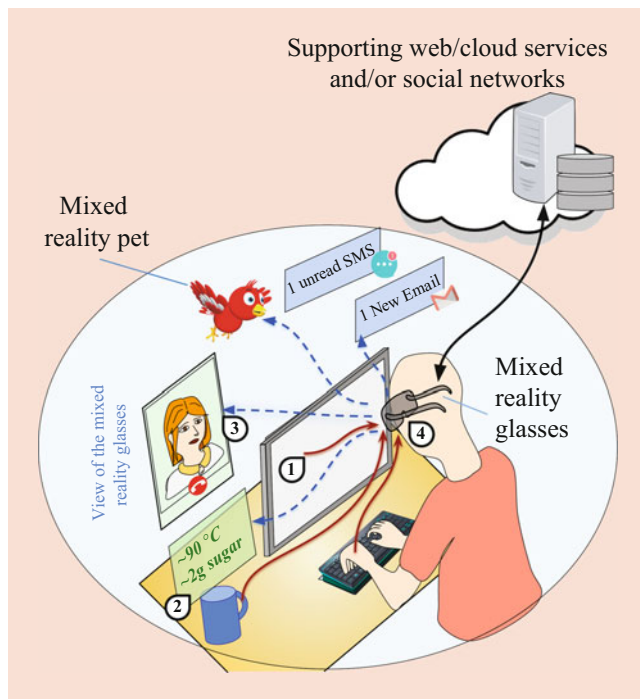 Supporting web/cloud services
and/or social networks
Mixed
reality pet
1 unread SMS
1 New Email
Mixed
reality
glasses
View of the mixed
reality glasses
3
4
1
~90 °C
~2g sugar
2